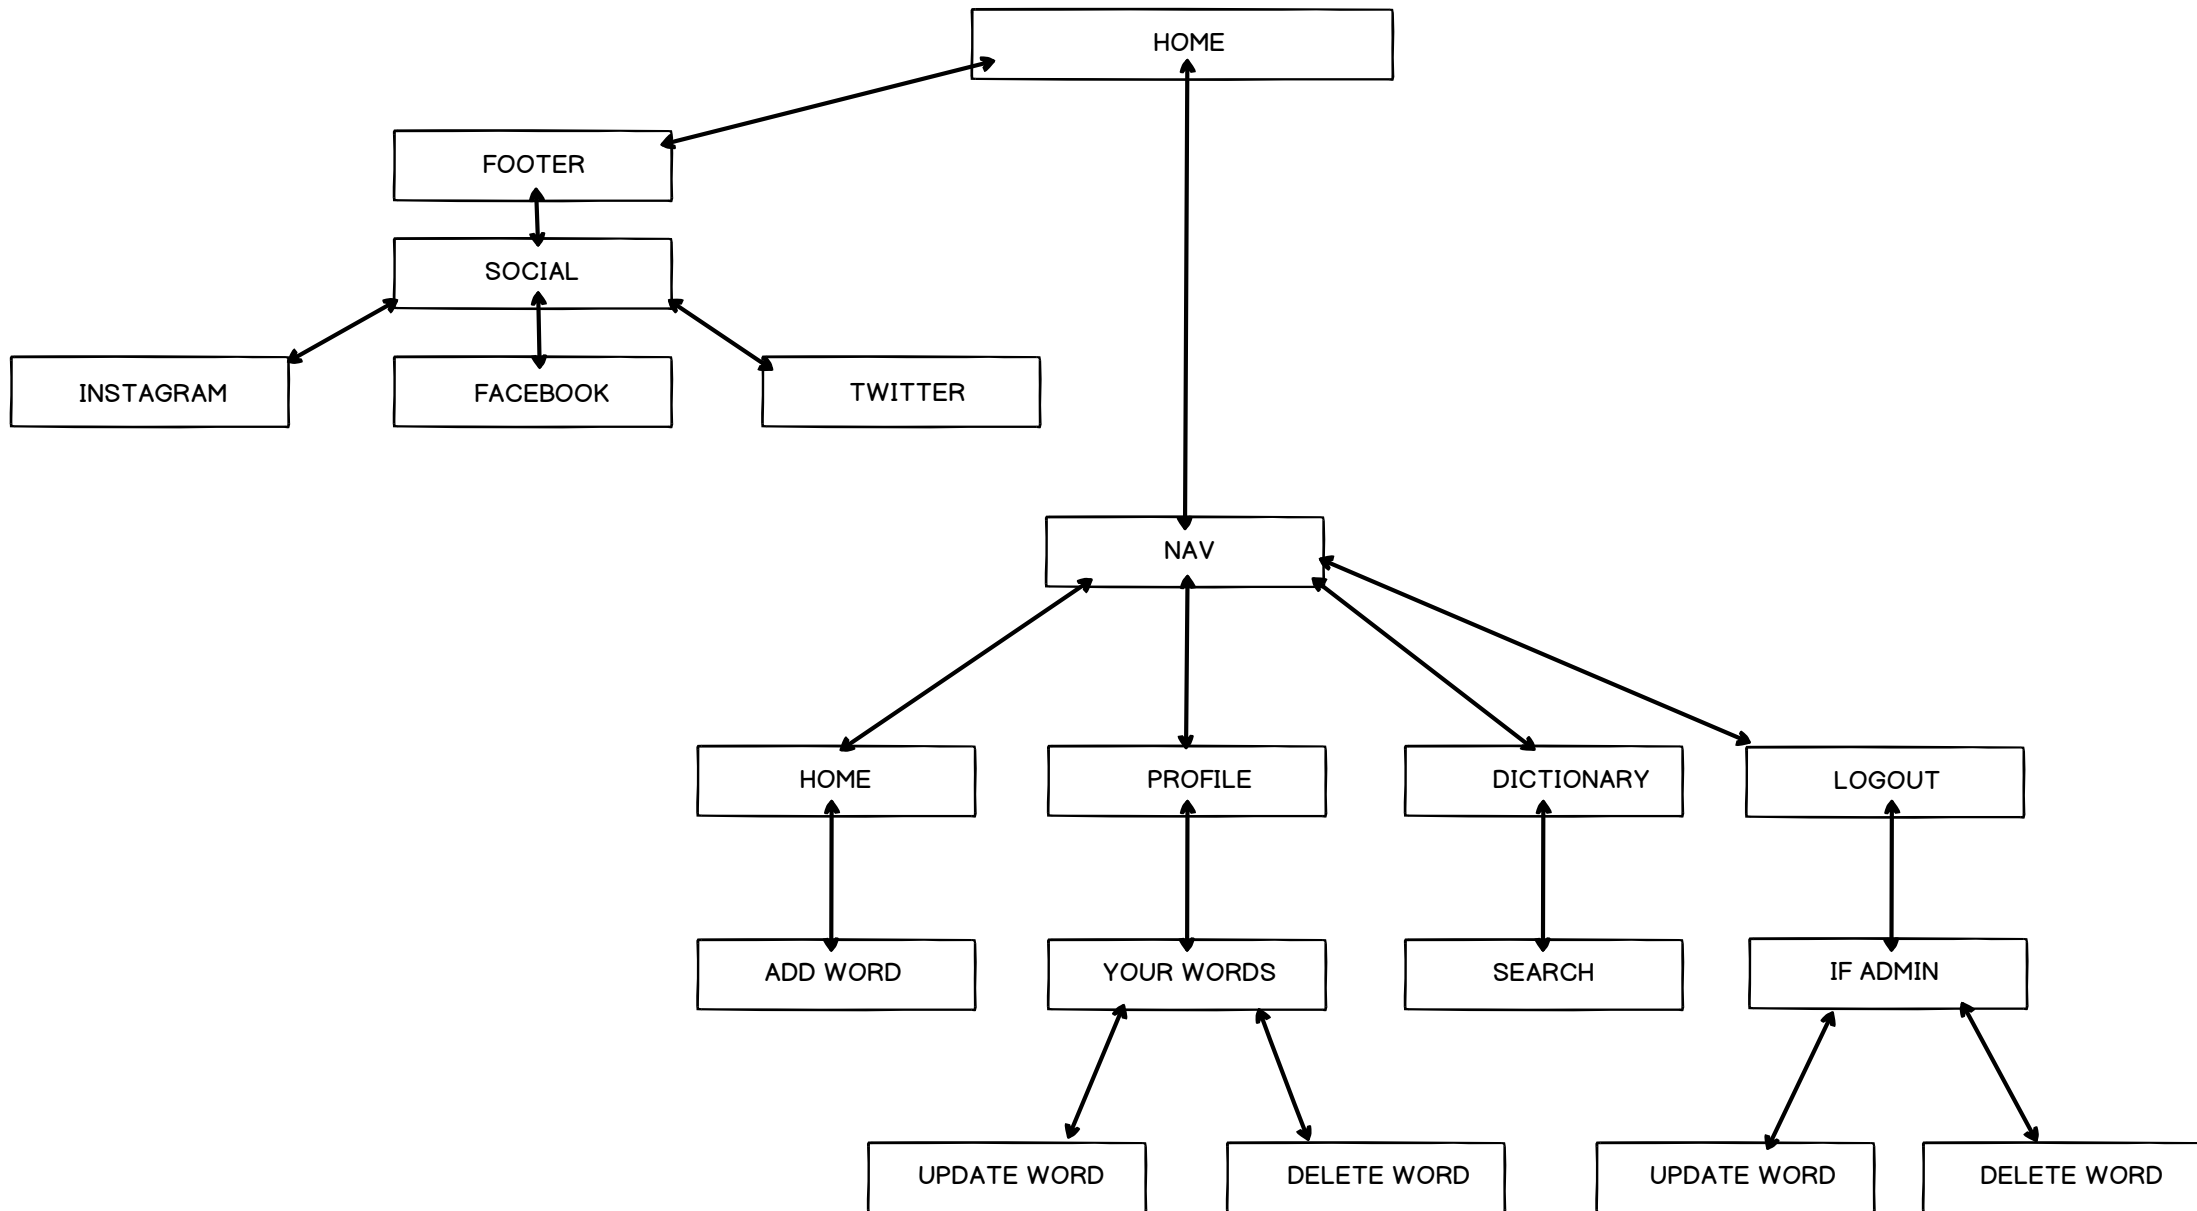 HOME
FOOTER
SOCIAL
INSTAGRAM
FACEBOOK
TWITTER
NAV
HOME
PROFILE
DICTIONARY
LOGOUT
ADD WORD
YOUR WORDS
SEARCH
IF ADMIN
UPDATE WORD
DELETE WORD
UPDATE WORD
DELETE WORD